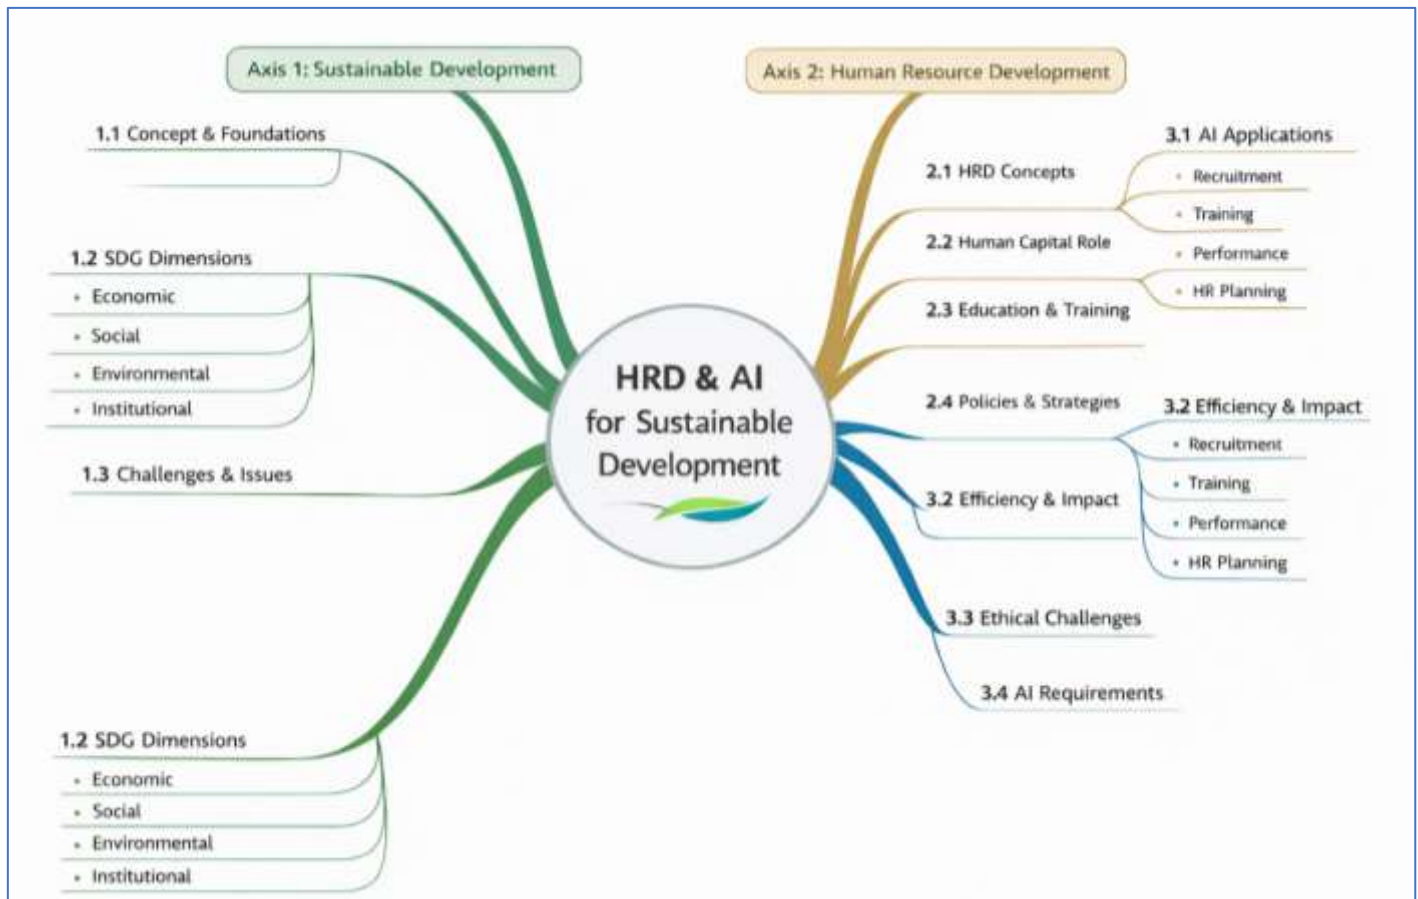 Axis 1: Sustainable Development
1.1 Concept & Foundations
1.2 SDG Dimensions
• Economic
• Social
• Environmental
• Institutional
1.3 Challenges & Issues
1.2 SDG Dimensions
• Economic
• Social
• Environmental
• Institutional
HRD & AI
for Sustainable
Development
Axis 2: Human Resource Development
2.1 HRD Concepts
2.2 Human Capital Role
2.3 Education & Training
3.1 AI Applications
• Recruitment
• Training
• Performance
• HR Planning
2.4 Policies & Strategies
3.2 Efficiency & Impact
3.2 Efficiency & Impact
• Recruitment
• Training
• Performance
• HR Planning
3.3 Ethical Challenges
3.4 AI Requirements